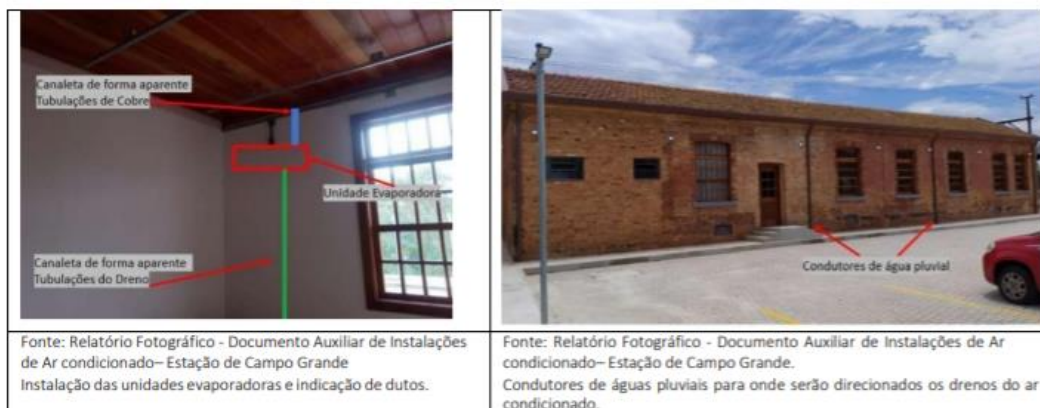 Canaleta de forma aparente
Tubulações de Cobre
Unidade Evaporadora
Canaleta de forma aparente
Tubulações do Dreno
Fonte: Relatório Fotográfico - Documento Auxiliar de Instalações
de Ar condicionado– Estação de Campo Grande
Instalação das unidades evaporadoras e indicação de dutos.
Condutores de água pluvial
Fonte: Relatório Fotográfico - Documento Auxiliar de Instalações de Ar
condicionado– Estação de Campo Grande.
Condutores de águas pluviais para onde serão direcionados os drenos do ar
condicionado.